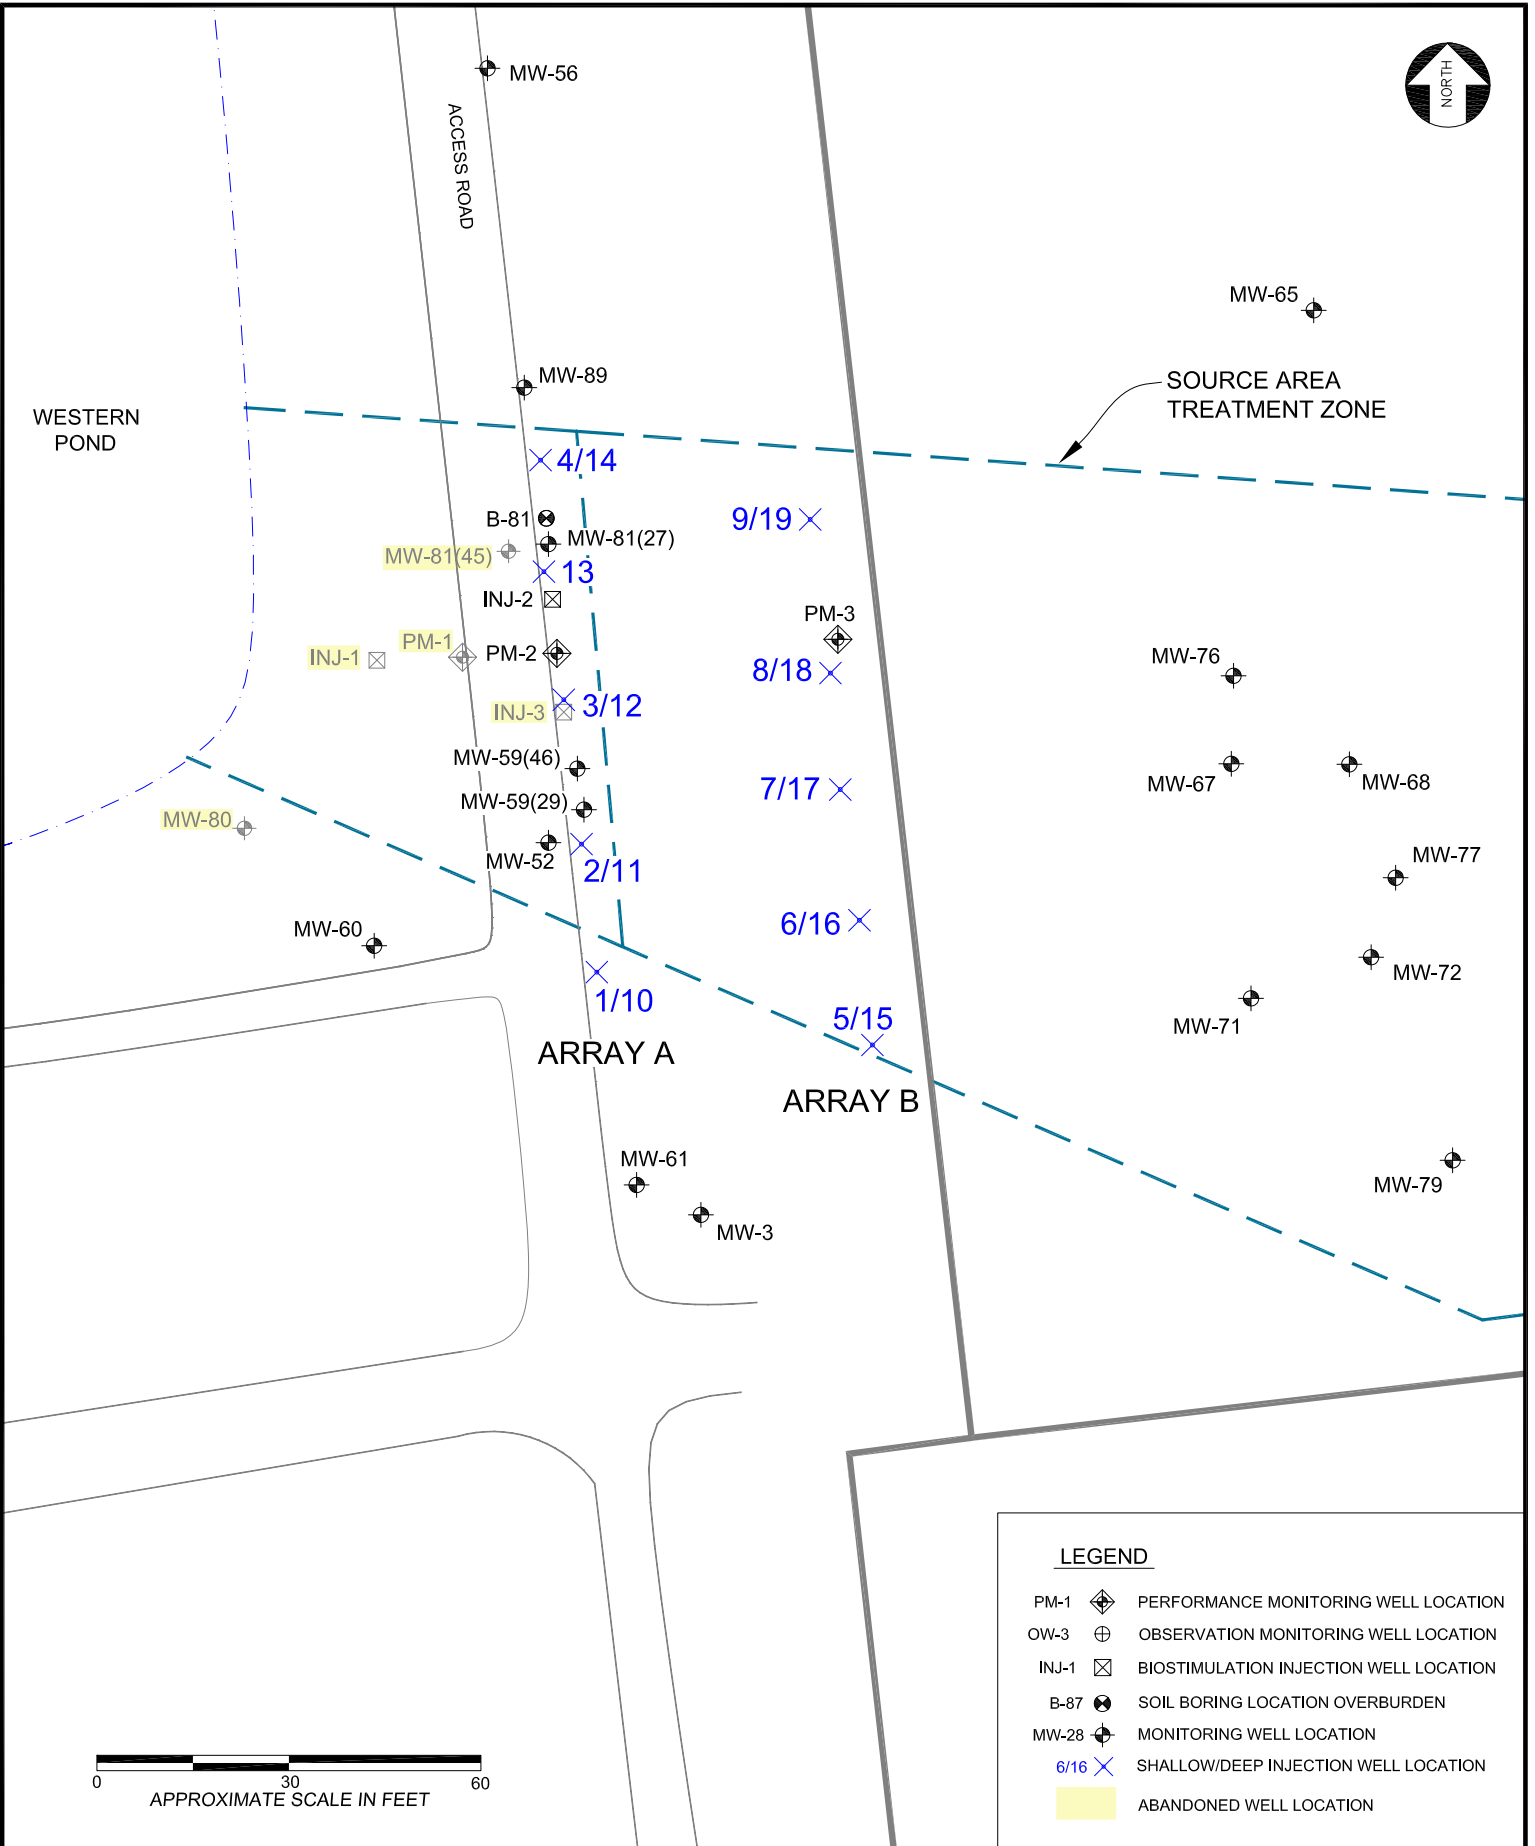 MW-56
NORTH
ACCESS ROAD
MW-65
MW-89
SOURCE AREA
TREATMENT ZONE
WESTERN
POND
4/14
B-81
9/19
MW-81(27)
MW-81(45)
13
INJ-2
PM-3
PM-1
PM-2
INJ-1
MW-76
8/18
INJ-3
3/12
MW-59(46)
MW-67
MW-68
7/17
MW-59(29)
MW-80
MW-52
2/11
MW-77
6/16
MW-60
MW-72
1/10
5/15
MW-71
ARRAY A
ARRAY B
MW-61
MW-79
MW-3
LEGEND
PM-1 PERFORMANCE MONITORING WELL LOCATION
OW-3 OBSERVATION MONITORING WELL LOCATION
INJ-1 BIOSTIMULATION INJECTION WELL LOCATION
B-87 SOIL BORING LOCATION OVERBURDEN
MW-28 MONITORING WELL LOCATION
6/16 SHALLOW/DEEP INJECTION WELL LOCATION
ABANDONED WELL LOCATION
0 30 60
APPROXIMATE SCALE IN FEET